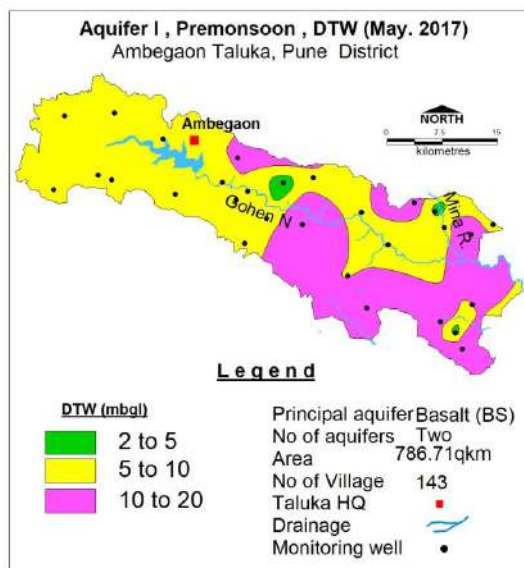 Aquifer I , Premonsoon , DTW (May. 2017)
Ambegaon Taluka, Pune District
NORTH
0 7.5 15
kilometres
Ambegaon
Gohen N
Mina R.
Legend
DTW (mbgl)
2 to 5
5 to 10
10 to 20
Principal aquifer Basalt (BS)
No of aquifers Two
Area 786.71qkm
No of Village 143
Taluka HQ
Drainage
Monitoring well